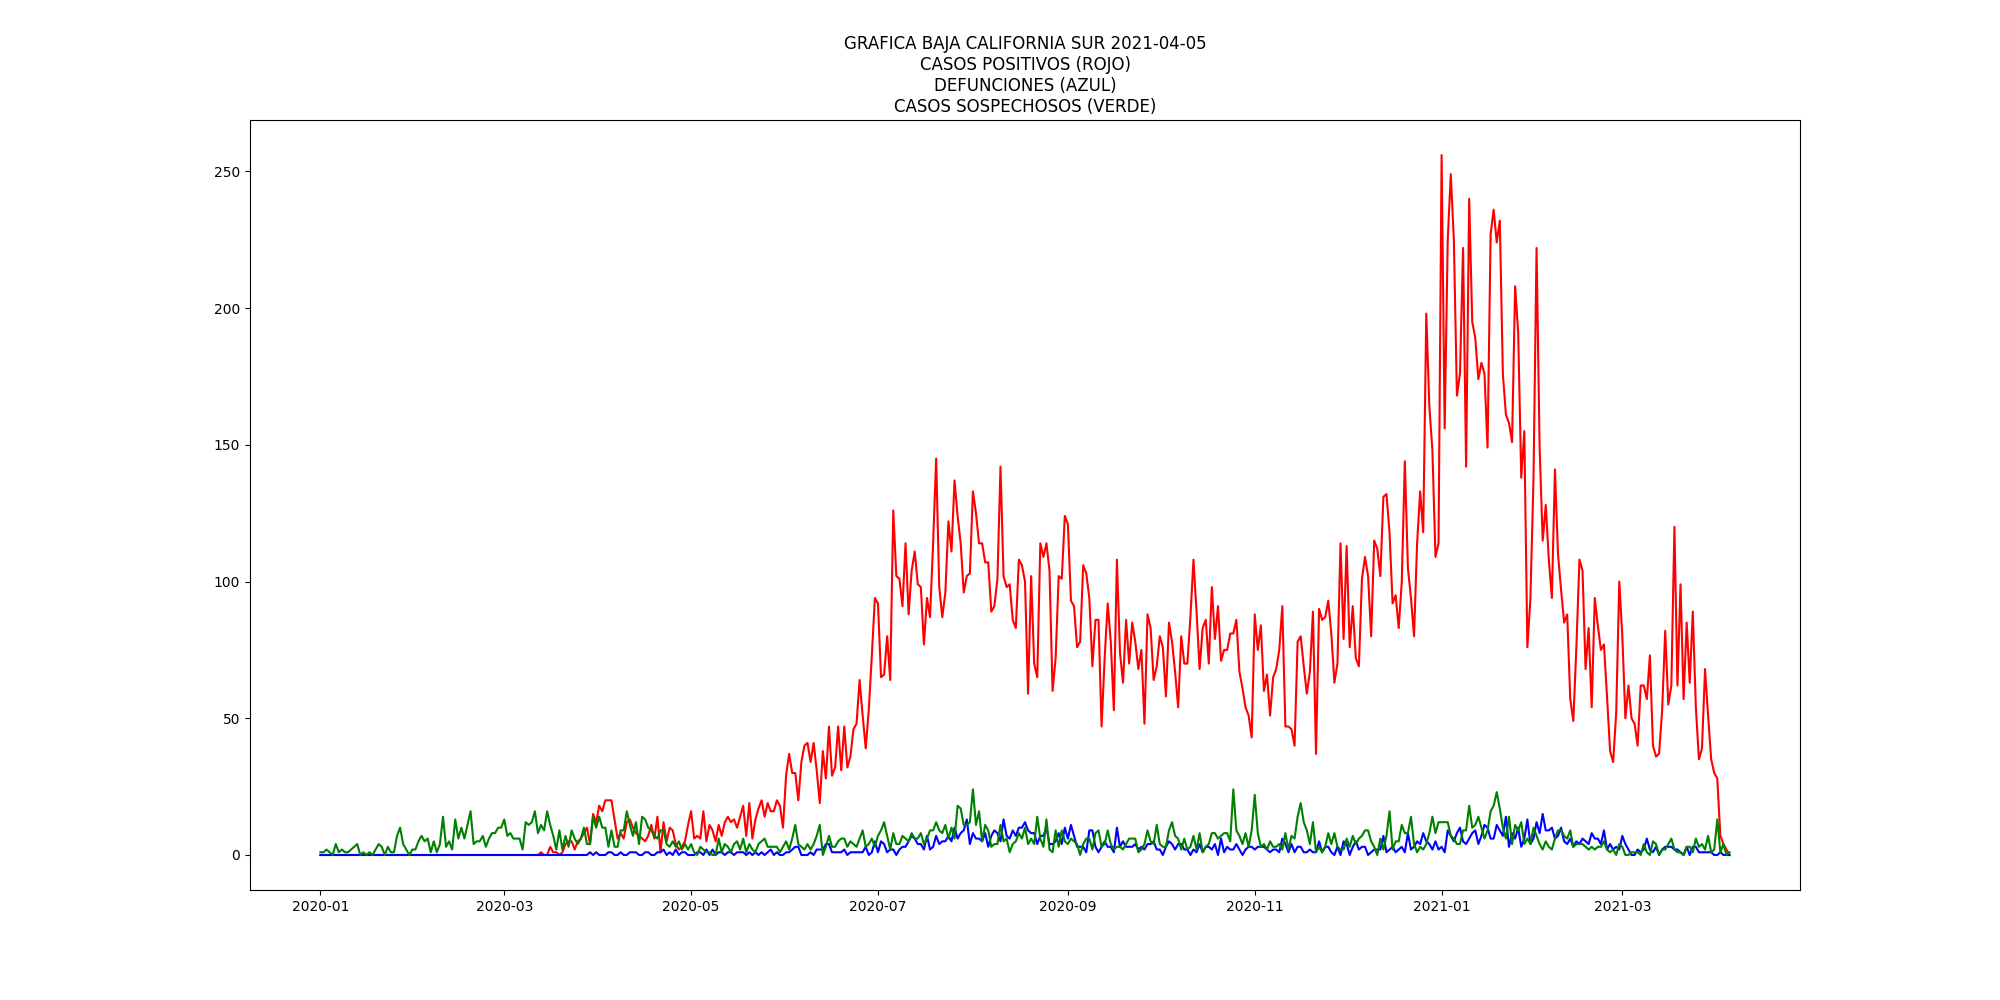 GRAFICA BAJA CALIFORNIA SUR 2021-04-05
CASOS POSITIVOS (ROJO)
DEFUNCIONES (AZUL)
CASOS SOSPECHOSOS (VERDE)
250
200
150
100
50
0
2020-01 2020-03 2020-05 2020-07 2020-09 2020-11 2021-01 2021-03